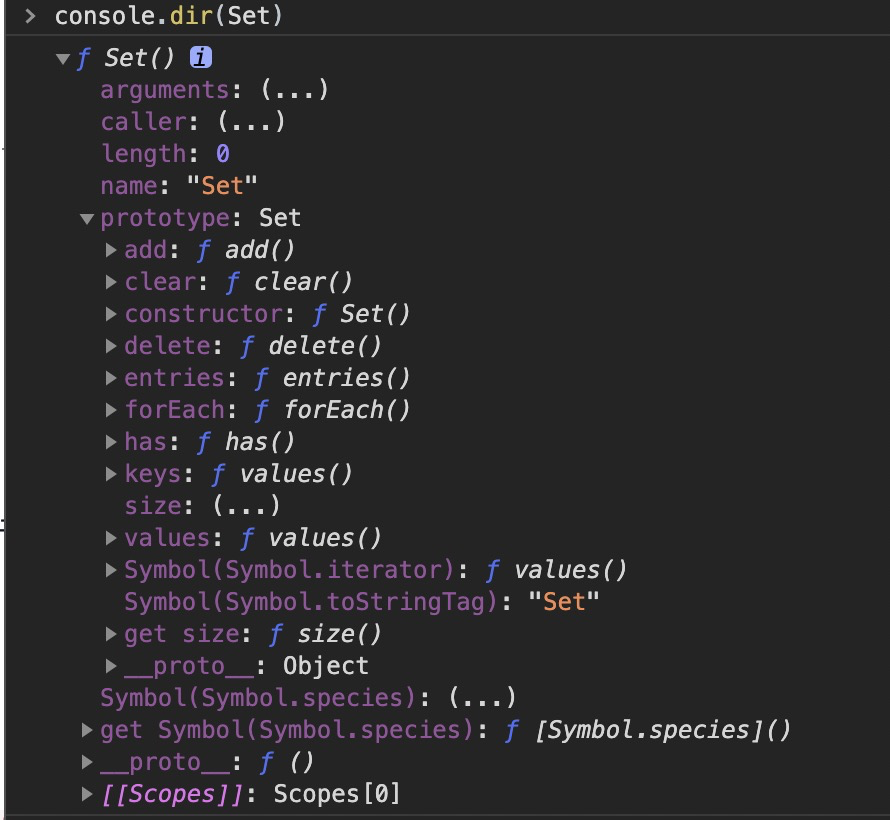 > console.dir(Set)
▼ƒ Set() i
arguments: (...)
caller: (...)
length: 0
name: "Set"
▼prototype: Set
▶add: ƒ add()
▶clear: ƒ clear()
▶constructor: ƒ Set()
▶delete: ƒ delete()
▶entries: ƒ entries()
▶forEach: ƒ forEach()
▶has: ƒ has()
▶keys: ƒ values()
size: (...)
▶values: ƒ values()
▶Symbol(Symbol.iterator): ƒ values()
Symbol(Symbol.toStringTag): "Set"
▶get size: ƒ size()
▶__proto__: Object
Symbol(Symbol.species): (...)
▶get Symbol(Symbol.species): ƒ [Symbol.species]()
▶__proto__: ƒ ()
▶[[Scopes]]: Scopes[0]